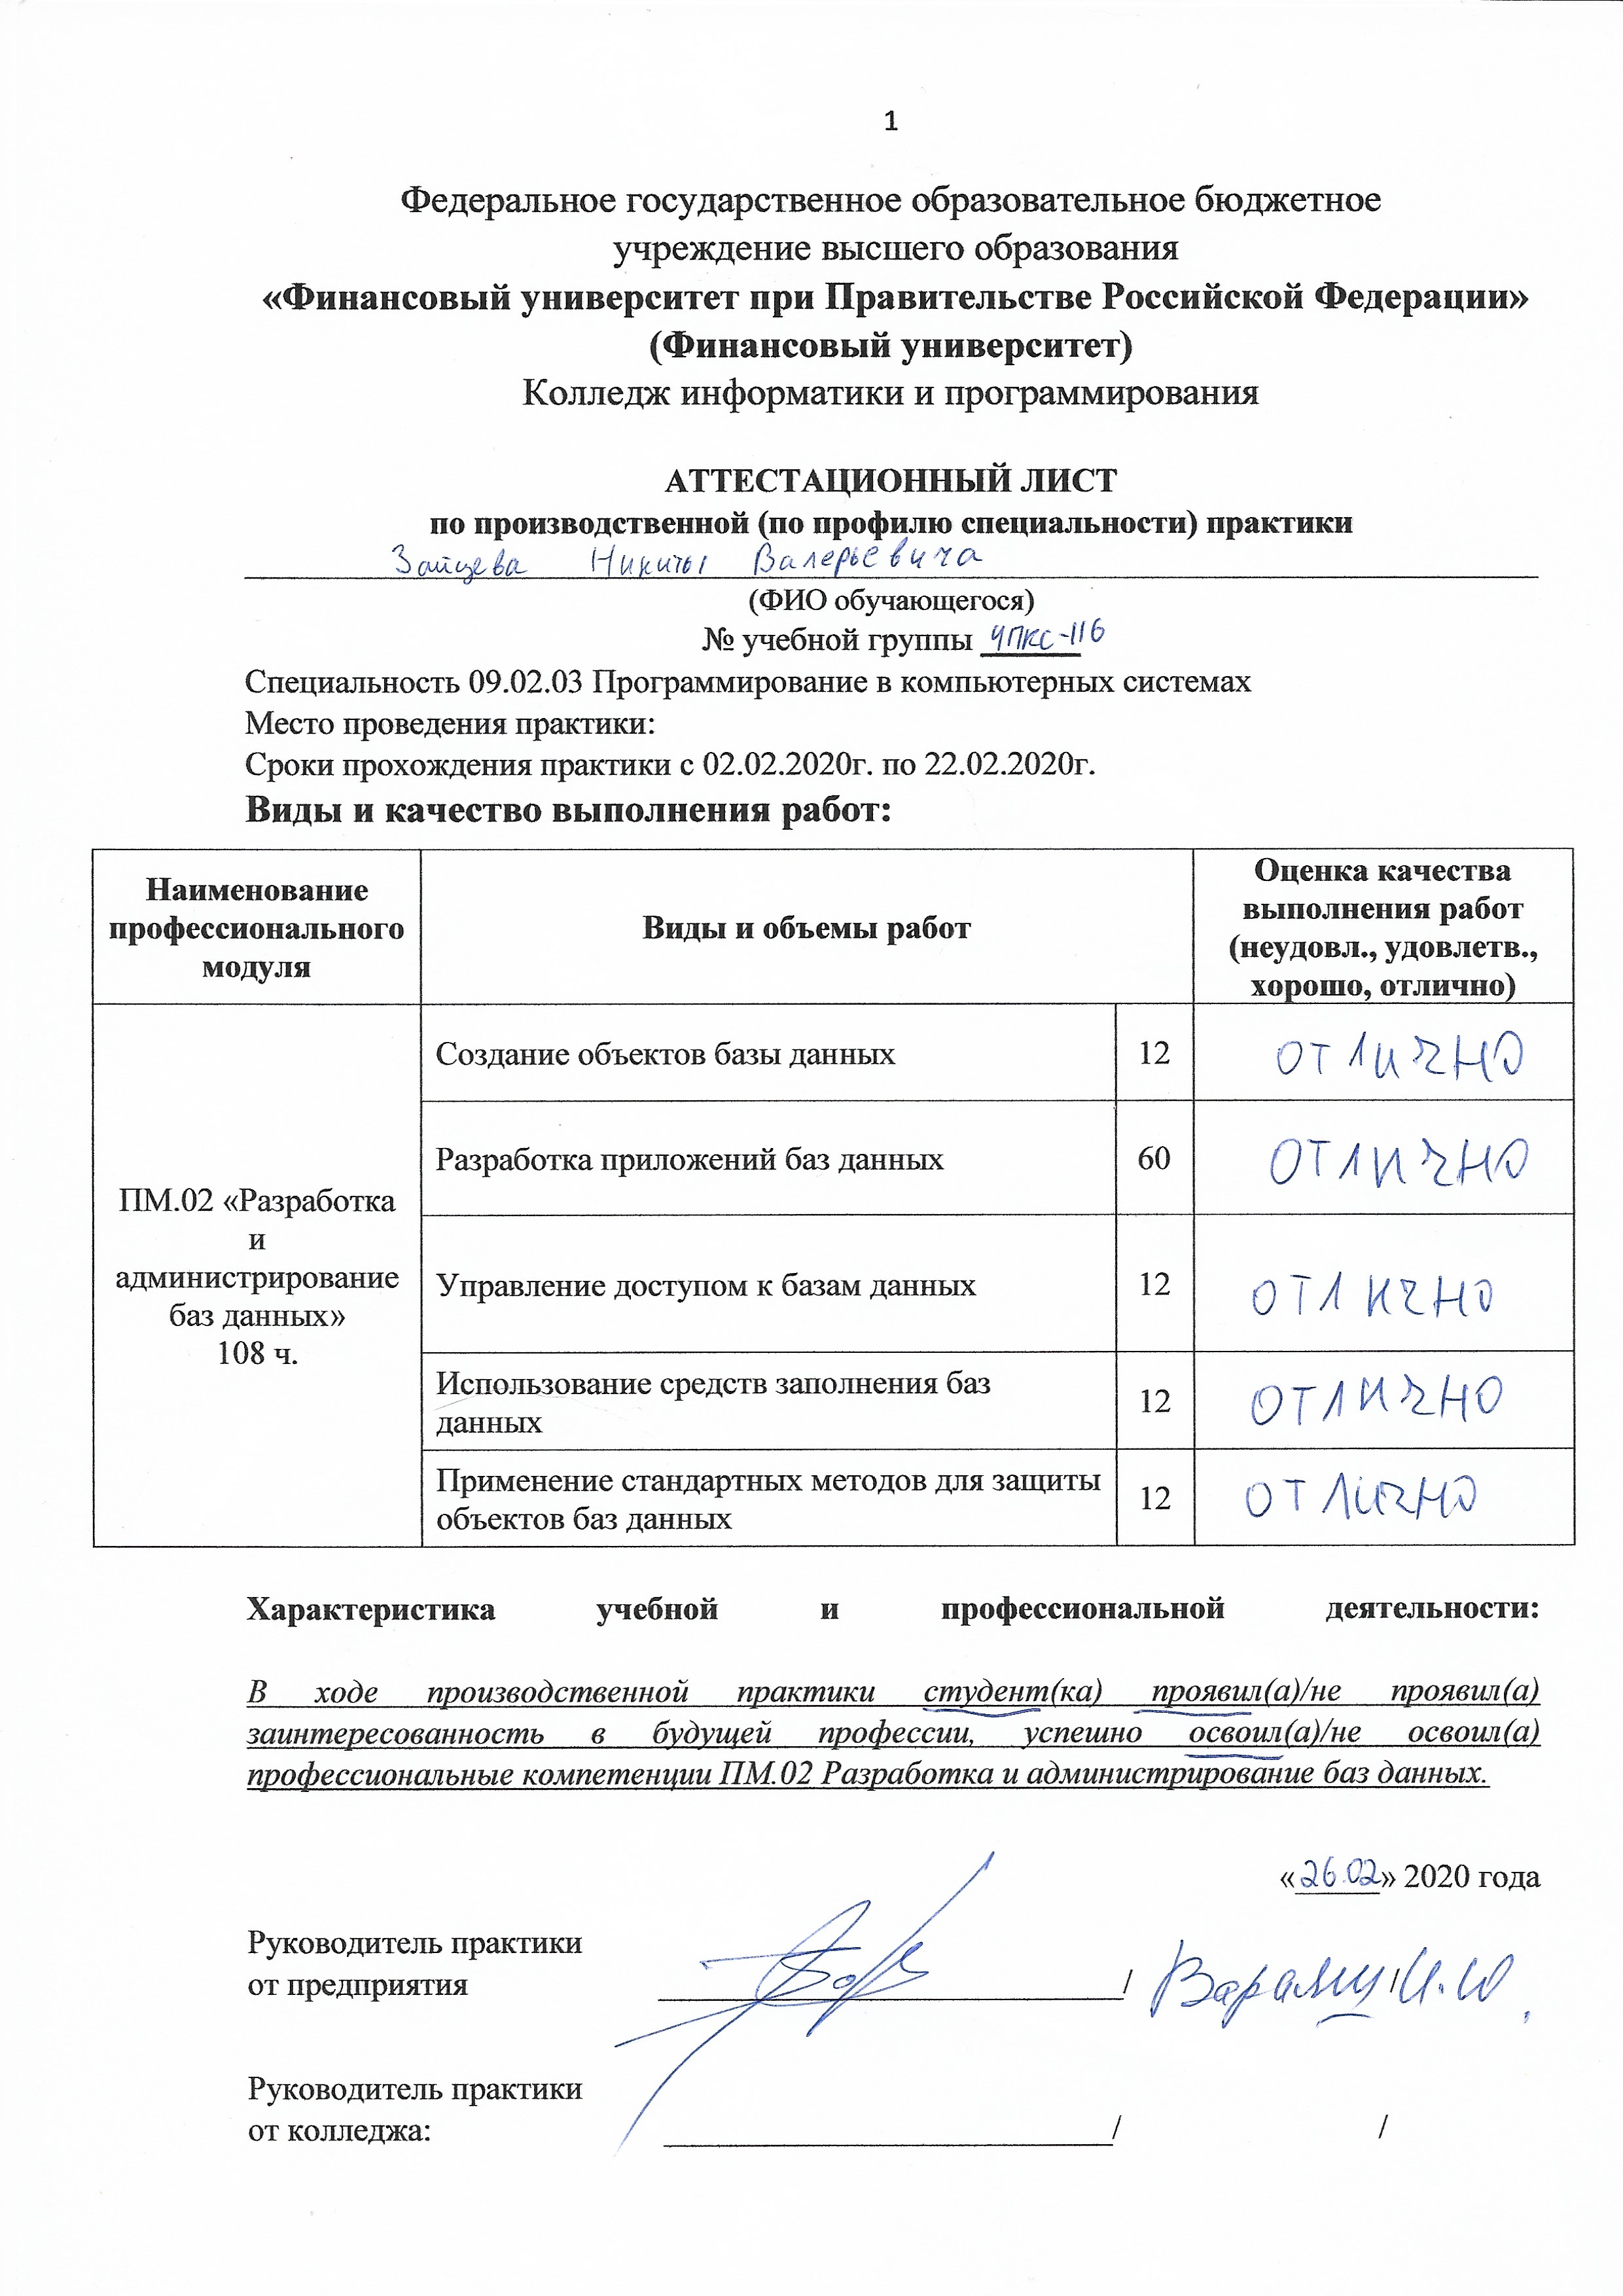 1
Федеральное государственное образовательное бюджетное
учреждение высшего образования
«Финансовый университет при Правительстве Российской Федерации»
(Финансовый университет)
Колледж информатики и программирования
АТТЕСТАЦИОННЫЙ ЛИСТ
по производственной (по профилю специальности) практики
Зайцева Никиты Валерьевича
(ФИО обучающегося)
№ учебной группы 4ПКС-116
Специальность 09.02.03 Программирование в компьютерных системах
Место проведения практики:
Сроки прохождения практики с 02.02.2020г. по 22.02.2020г.
Виды и качество выполнения работ:
Наименование
профессионального
модуля
Виды и объемы работ
Оценка качества
выполнения работ
(неудовл., удовлетв.,
хорошо, отлично)
ПМ.02 «Разработка
и
администрирование
баз данных»
108 ч.
Создание объектов базы данных 12 отлично
Разработка приложений баз данных 60 отлично
Управление доступом к базам данных 12 отлично
Использование средств заполнения баз
данных 12 отлично
Применение стандартных методов для защиты
объектов баз данных 12 отлично
Характеристика учебной и профессиональной деятельности:
В ходе производственной практики студент(ка) проявил(а)/не проявил(а)
заинтересованность в будущей профессии, успешно освоил(а)/не освоил(а)
профессиональные компетенции ПМ.02 Разработка и администрирование баз данных.
«26.02» 2020 года
Руководитель практики
от предприятия / /
Руководитель практики
от колледжа: / /